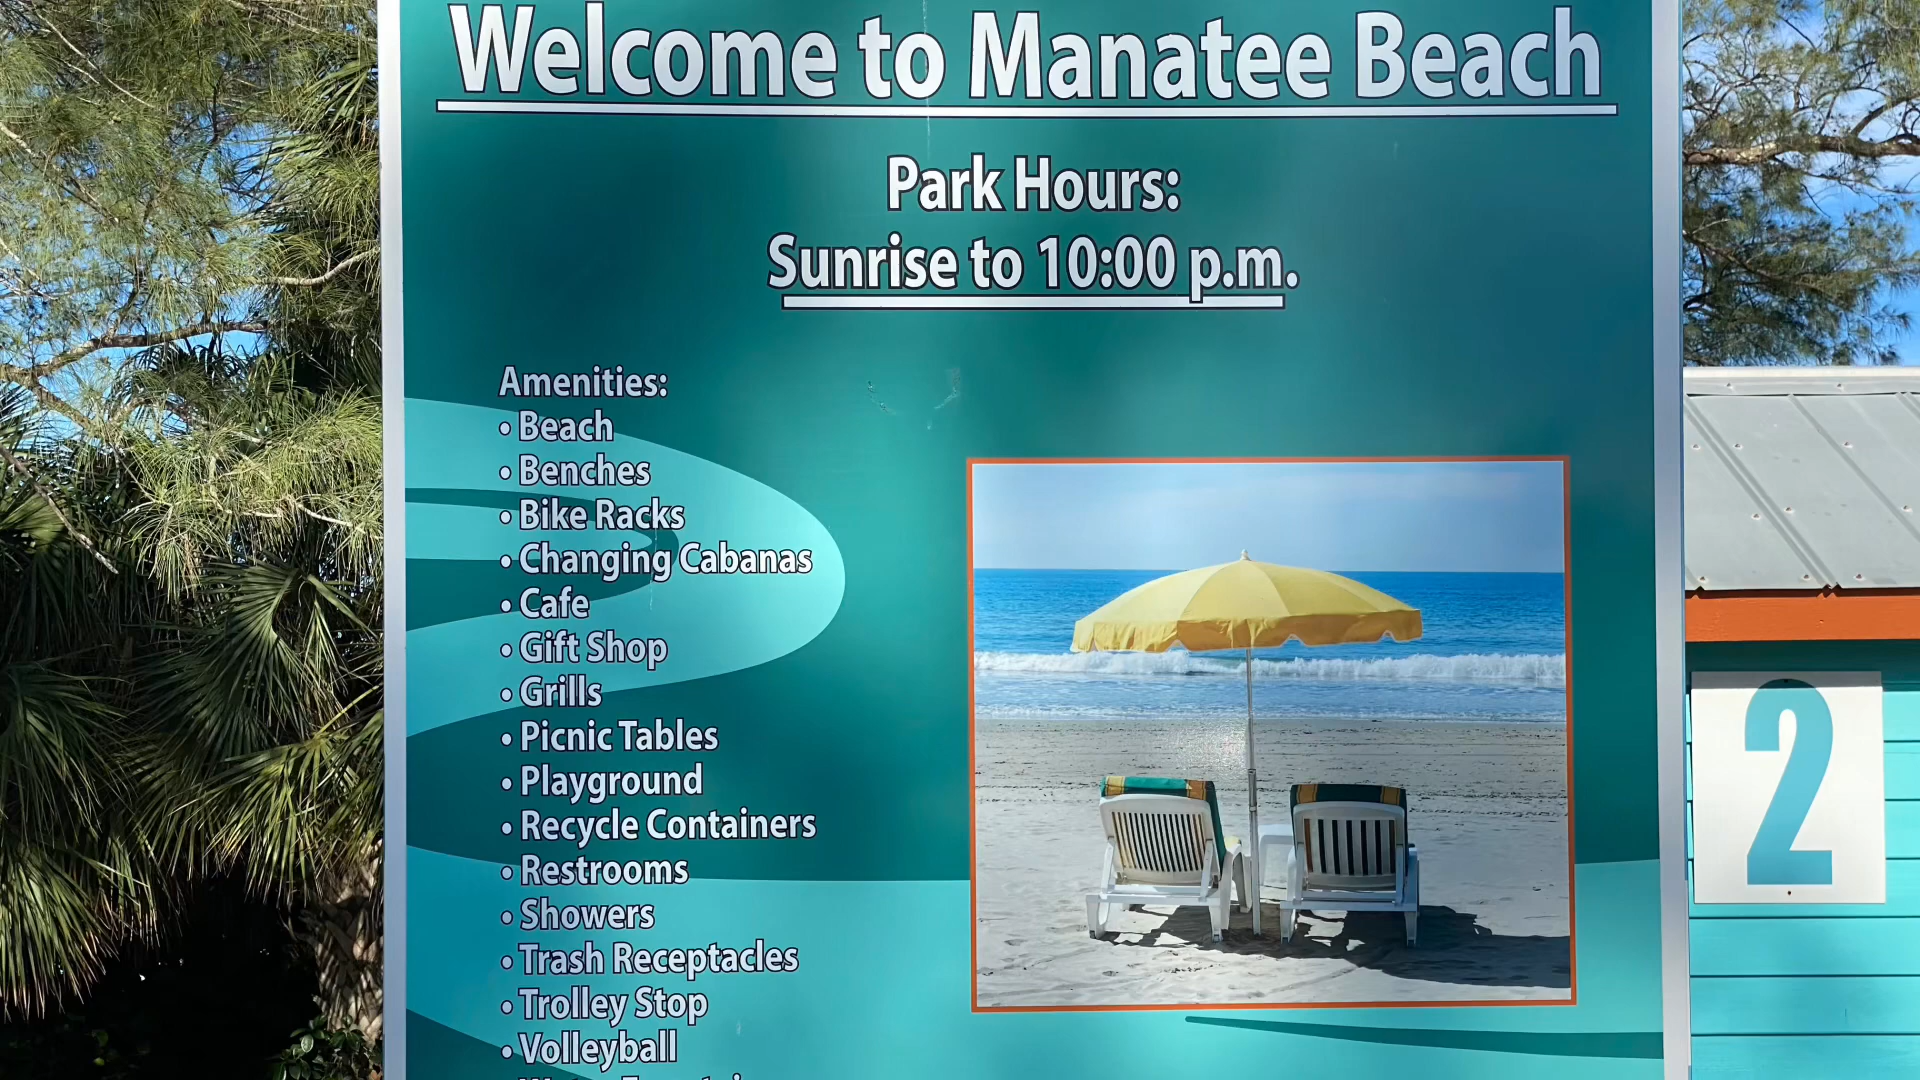 Welcome to Manatee Beach
Park Hours:
Sunrise to 10:00 p.m.
Amenities:
• Beach
• Benches
• Bike Racks
• Changing Cabanas
• Cafe
• Gift Shop
• Grills
• Picnic Tables
• Playground
• Recycle Containers
• Restrooms
• Showers
• Trash Receptacles
• Trolley Stop
• Volleyball
2